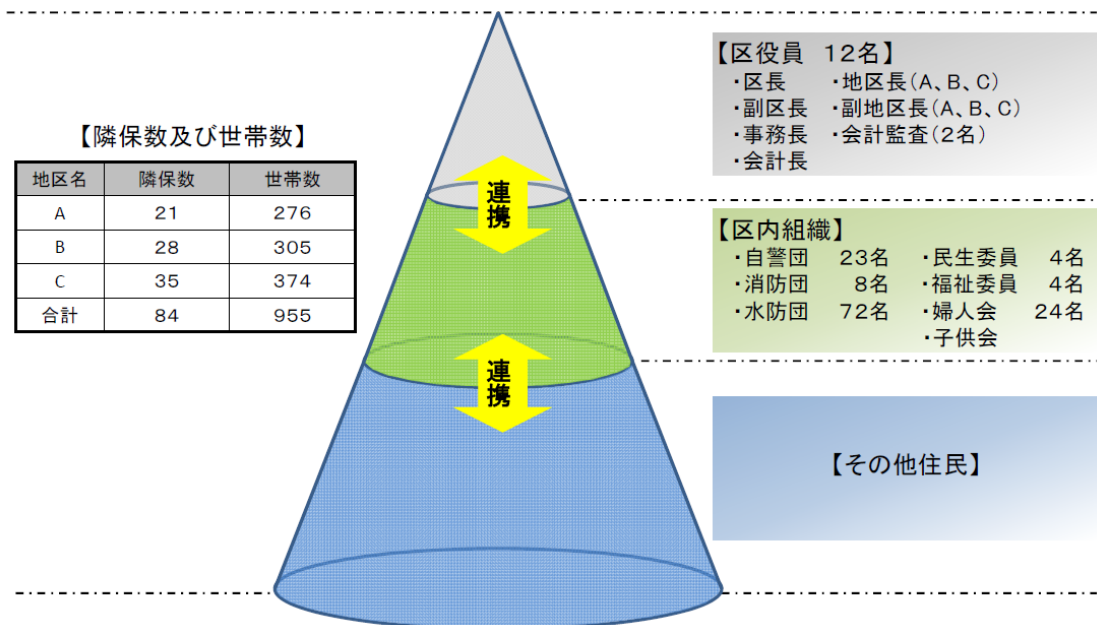 【隣保数及び世帯数】
地区名 隣保数 世帯数
A 21 276
B 28 305
C 35 374
合計 84 955
連携
連携
【区役員 12名】
・区長 ・地区長(A、B、C)
・副区長 ・副地区長(A、B、C)
・事務長 ・会計監査(2名)
・会計長
【区内組織】
・自警団 23名 ・民生委員 4名
・消防団 8名 ・福祉委員 4名
・水防団 72名 ・婦人会 24名
・子供会
【その他住民】